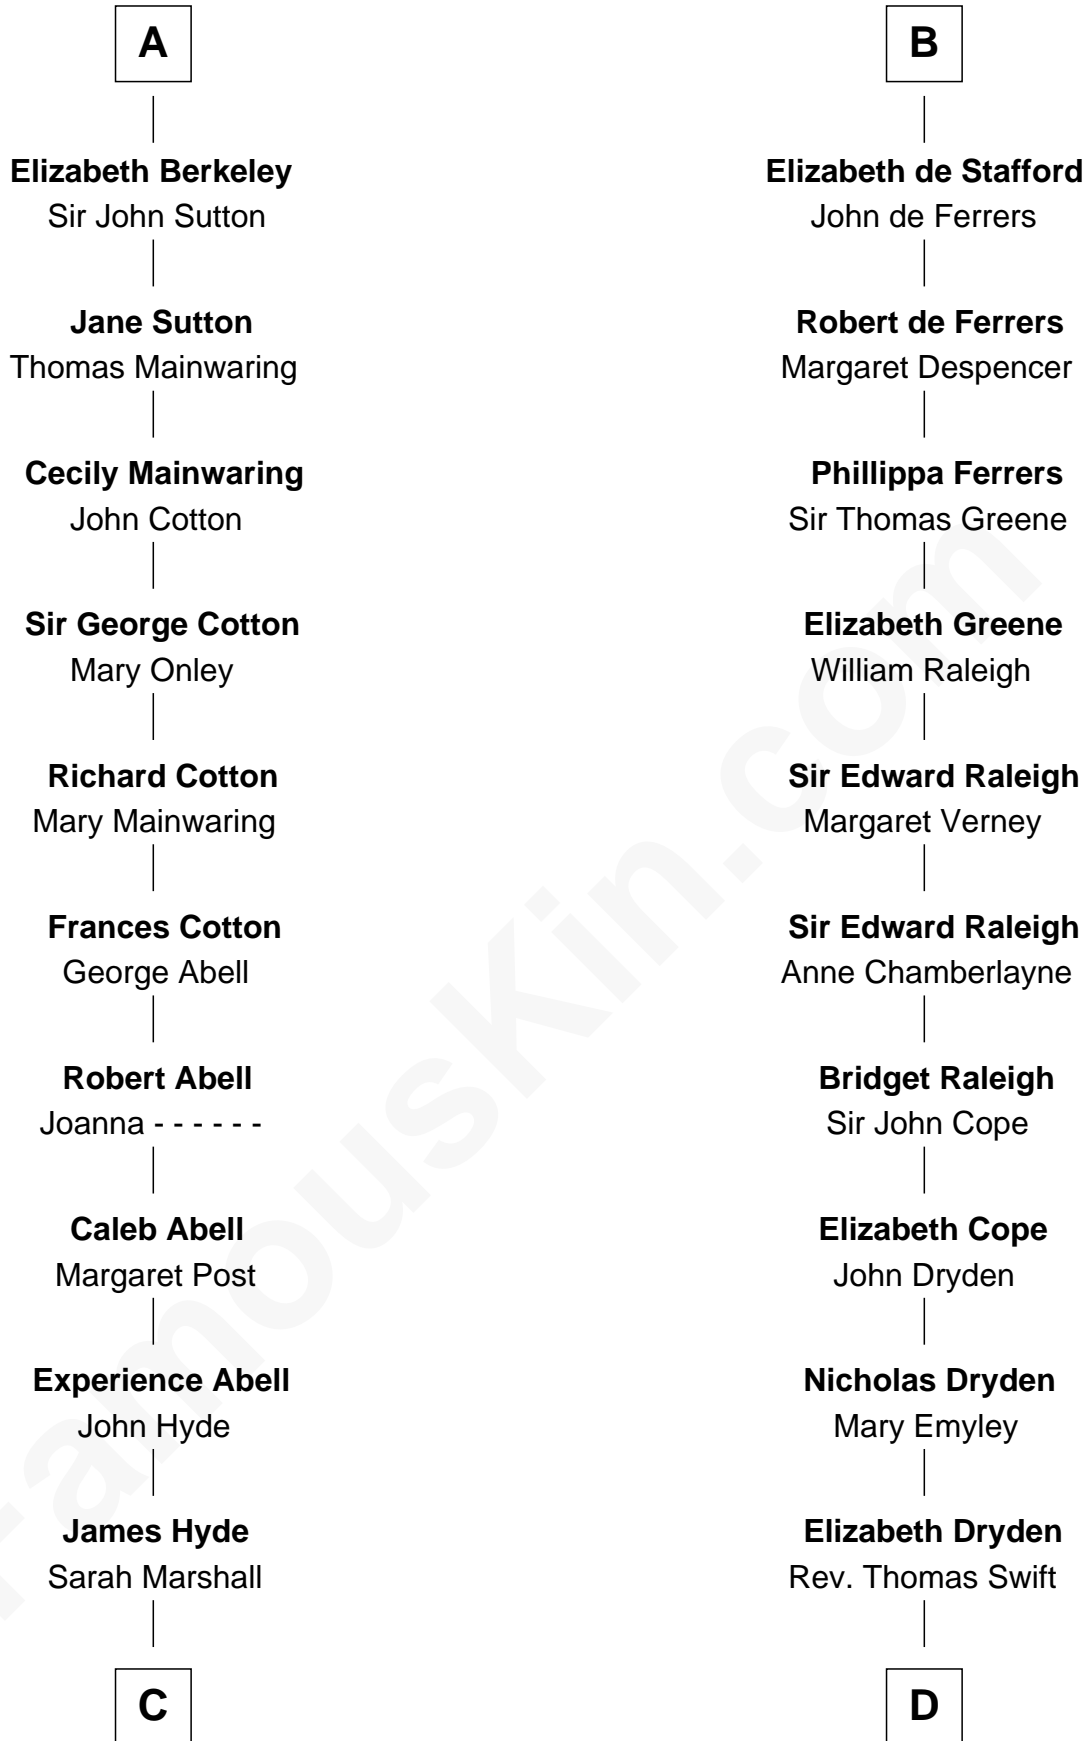 A
Elizabeth Berkeley
Sir John Sutton
Jane Sutton
Thomas Mainwaring
Cecily Mainwaring
John Cotton
Sir George Cotton
Mary Onley
Richard Cotton
Mary Mainwaring
Frances Cotton
George Abell
Robert Abell
Joanna - - - - - -
Caleb Abell
Margaret Post
Experience Abell
John Hyde
James Hyde
Sarah Marshall
C
B
Elizabeth de Stafford
John de Ferrers
Robert de Ferrers
Margaret Despencer
Phillippa Ferrers
Sir Thomas Greene
Elizabeth Greene
William Raleigh
Sir Edward Raleigh
Margaret Verney
Sir Edward Raleigh
Anne Chamberlayne
Bridget Raleigh
Sir John Cope
Elizabeth Cope
John Dryden
Nicholas Dryden
Mary Emyley
Elizabeth Dryden
Rev. Thomas Swift
D
FamousKin.com